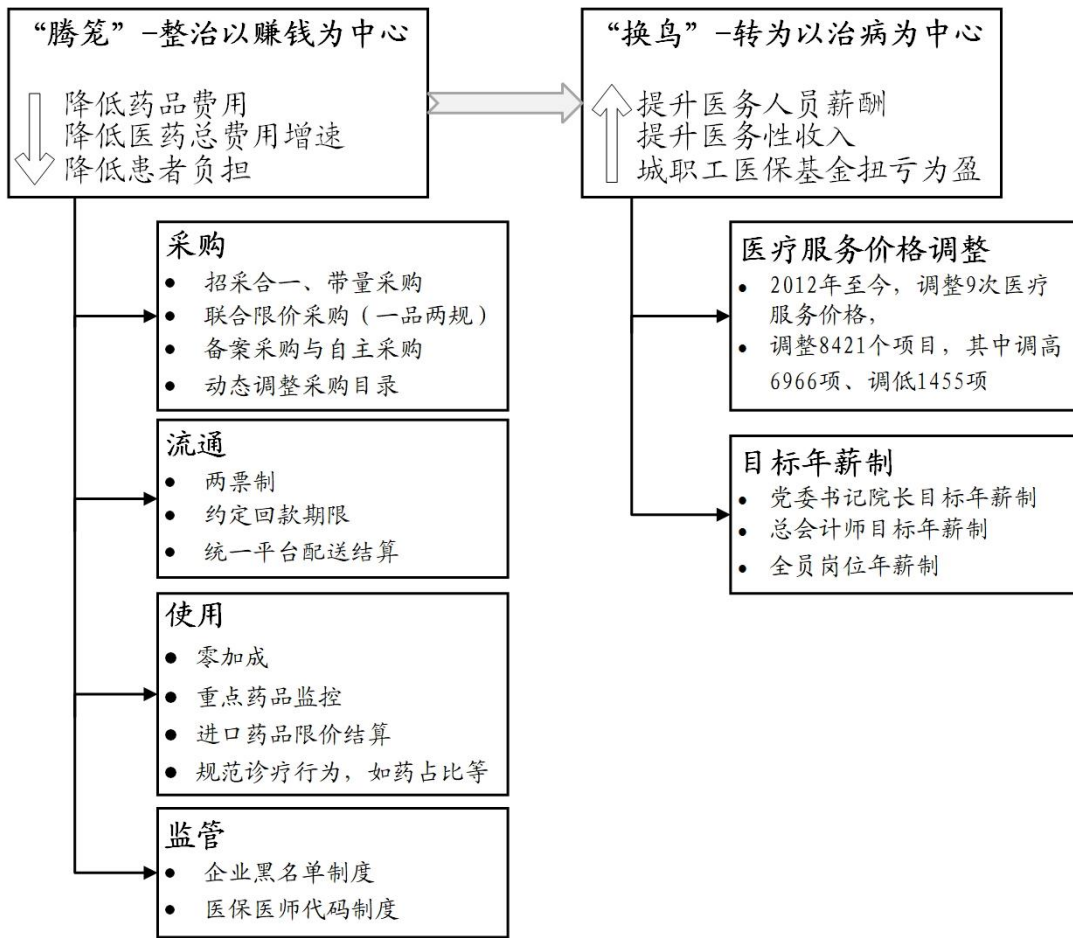 “腾笼”-整治以赚钱为中心
降低药品费用
降低医药总费用增速
降低患者负担
“换鸟”-转为以治病为中心
提升医务人员薪酬
提升医务性收入
城职工医保基金扭亏为盈
采购
● 招采合一、带量采购
● 联合限价采购（一品两规）
● 备案采购与自主采购
● 动态调整采购目录
流通
● 两票制
● 约定回款期限
● 统一平台配送结算
使用
● 零加成
● 重点药品监控
● 进口药品限价结算
● 规范诊疗行为，如药占比等
监管
● 企业黑名单制度
● 医保医师代码制度
医疗服务价格调整
● 2012年至今，调整9次医疗
服务价格，
● 调整8421个项目，其中调高
6966项、调低1455项
目标年薪制
● 党委书记院长目标年薪制
● 总会计师目标年薪制
● 全员岗位年薪制